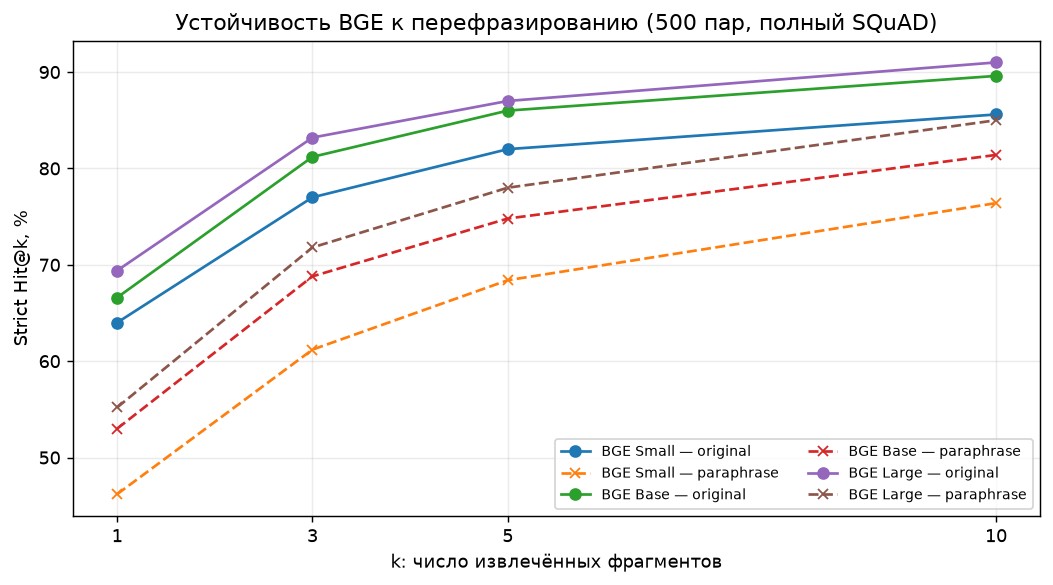 Устойчивость BGE к перефразированию (500 пар, полный SQuAD)
Strict Hit@k, %
90
80
70
60
50
1
3
5
10
k: число извлечённых фрагментов
BGE Small — original
BGE Small — paraphrase
BGE Base — original
BGE Base — paraphrase
BGE Large — original
BGE Large — paraphrase